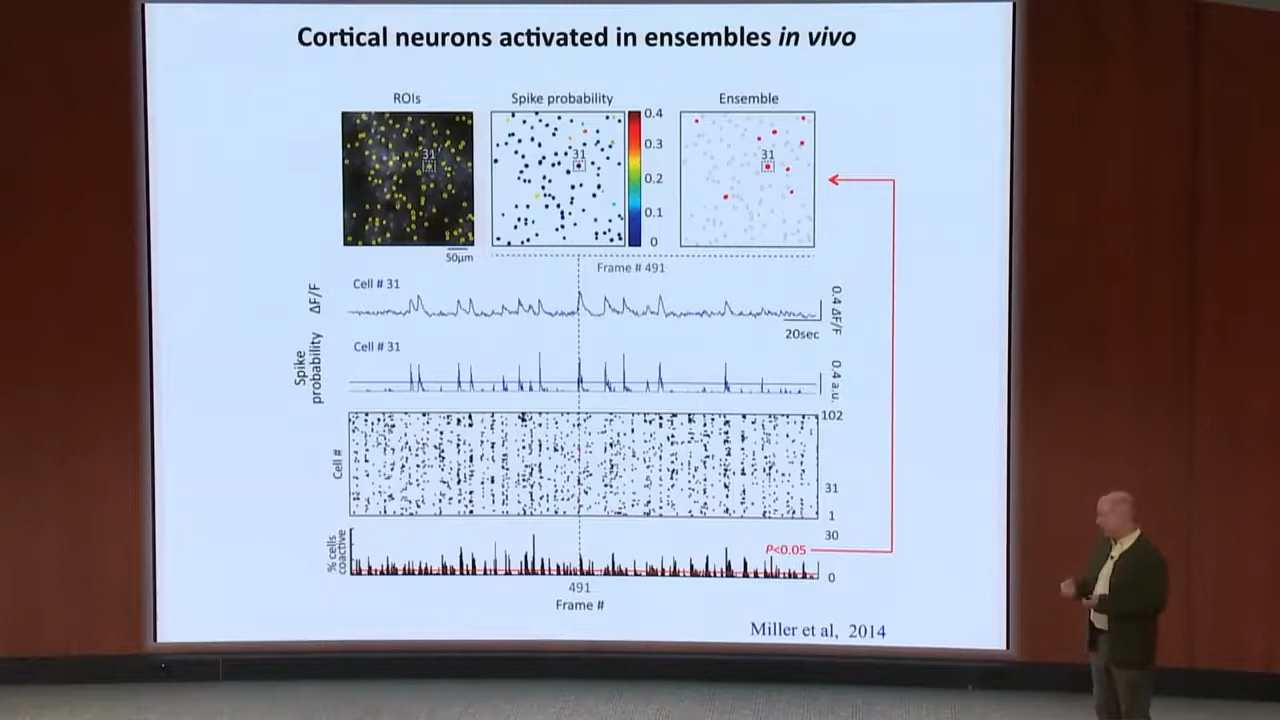 Cortical neurons activated in ensembles in vivo
ROIs
Spike probability
Ensemble
0.4
0.3
0.2
0.1
0
31
31
31
50μm
Frame # 491
Cell # 31
ΔF/F
0.4 ΔF/F
20sec
Cell # 31
Spike
probability
0.4 a.u.
102
Cell #
31
1
30
% cells
coactive
P<0.05
0
491
Frame #
Miller et al, 2014